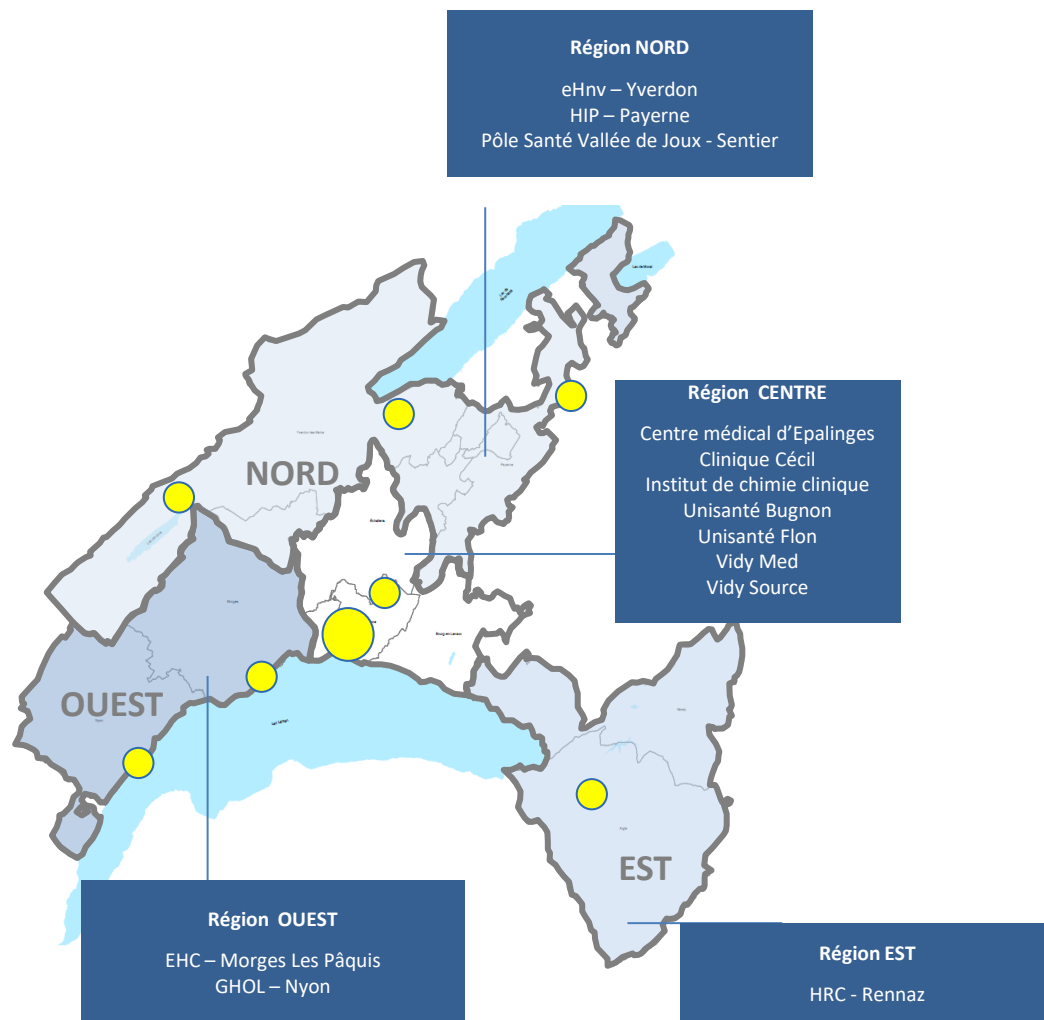 Région NORD
eHnv – Yverdon
HIP – Payerne
Pôle Santé Vallée de Joux - Sentier
Région CENTRE
Centre médical d'Epalinges
Clinique Cécil
Institut de chimie clinique
Unisanté Bugnon
Unisanté Flon
Vidy Med
Vidy Source
NORD
OUEST
EST
Région OUEST
EHC – Morges Les Pâquis
GHOL – Nyon
Région EST
HRC - Rennaz